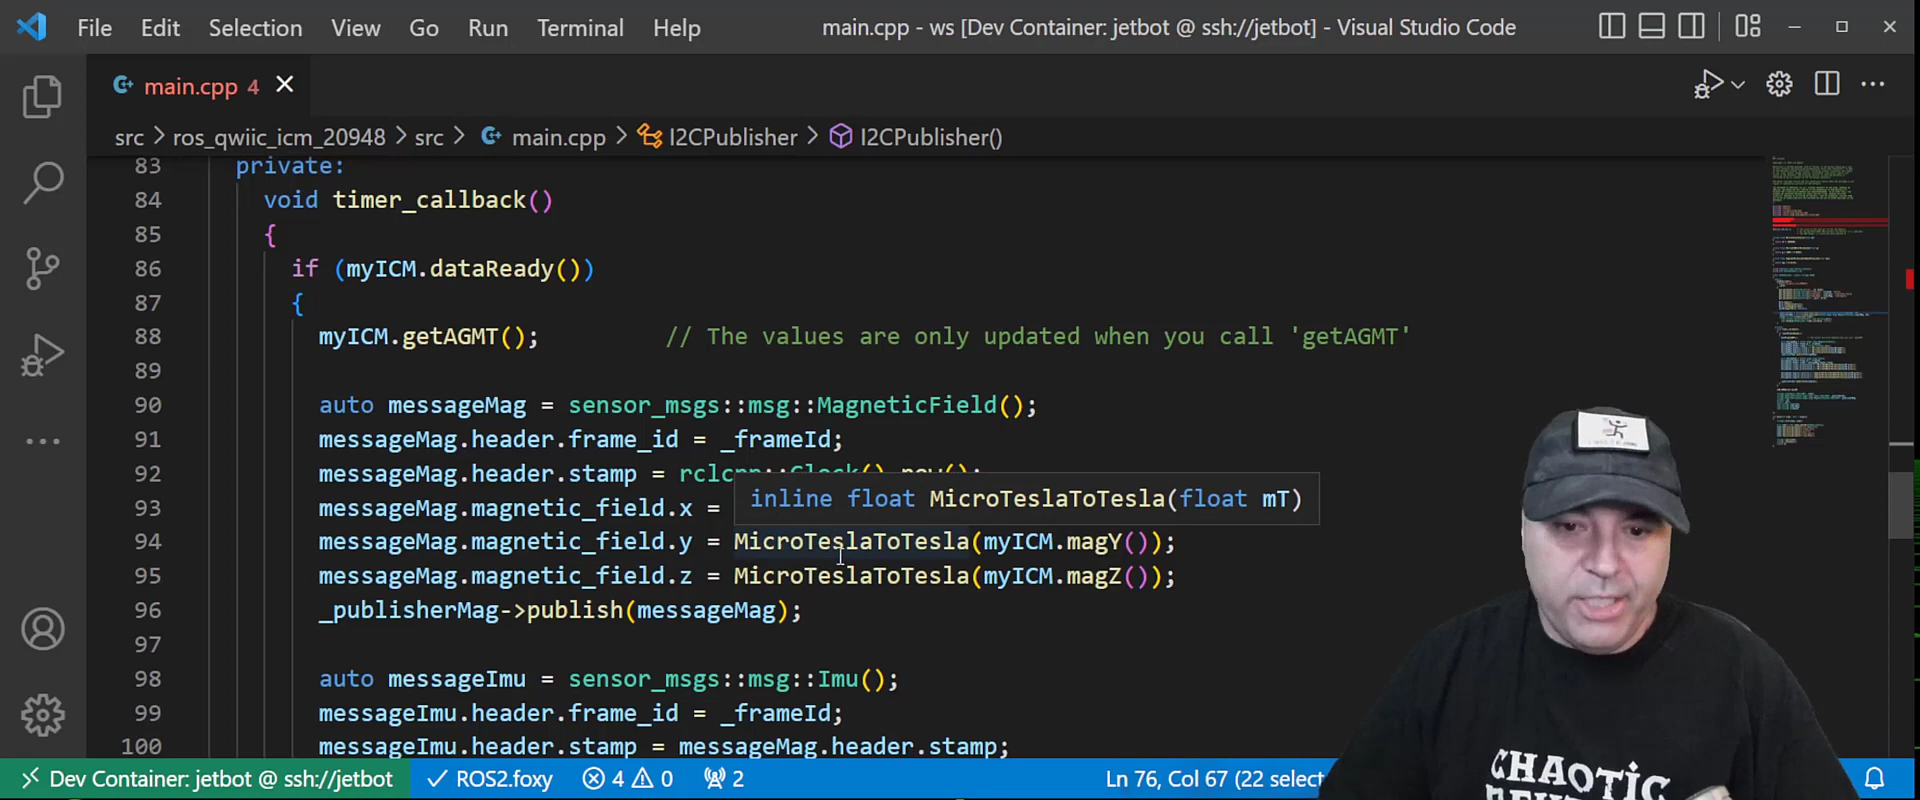 File Edit Selection View Go Run Terminal Help main.cpp - ws [Dev Container: jetbot @ ssh://jetbot] - Visual Studio Code
main.cpp 4
src > ros_qwiic_icm_20948 > src > main.cpp > I2CPublisher > I2CPublisher()
83 private:
84 void timer_callback()
85 {
86 if (myICM.dataReady())
87 {
88 myICM.getAGMT(); // The values are only updated when you call 'getAGMT'
89
90 auto messageMag = sensor_msgs::msg::MagneticField();
91 messageMag.header.frame_id = _frameId;
92 messageMag.header.stamp = rclcpp::Clock().now();
inline float MicroTeslaToTesla(float mT)
93 messageMag.magnetic_field.x =
94 messageMag.magnetic_field.y = MicroTeslaToTesla(myICM.magY());
95 messageMag.magnetic_field.z = MicroTeslaToTesla(myICM.magZ());
96 _publisherMag->publish(messageMag);
97
98 auto messageImu = sensor_msgs::msg::Imu();
99 messageImu.header.frame_id = _frameId;
100 messageImu.header.stamp = messageMag.header.stamp;
CHAOTIC
Dev Container: jetbot @ ssh://jetbot ROS2.foxy 4 0 2 Ln 76, Col 67 (22 select